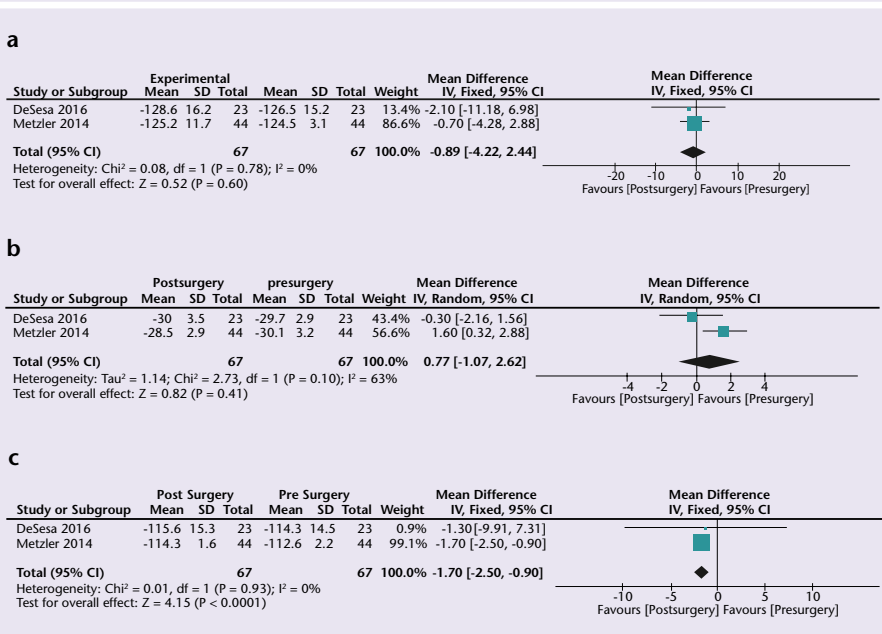 a
Experimental Mean Difference Mean Difference
Study or Subgroup Mean SD Total Mean SD Total Weight IV, Fixed, 95% CI IV, Fixed, 95% CI
DeSesa 2016 -128.6 16.2 23 -126.5 15.2 23 13.4% -2.10 [-11.18, 6.98]
Metzler 2014 -125.2 11.7 44 -124.5 3.1 44 86.6% -0.70 [-4.28, 2.88]
Total (95% CI) 67 67 100.0% -0.89 [-4.22, 2.44]
Heterogeneity: Chi² = 0.08, df = 1 (P = 0.78); I² = 0%
Test for overall effect: Z = 0.52 (P = 0.60)
-20 -10 0 10 20
Favours [Postsurgery] Favours [Presurgery]
b
Postsurgery presurgery Mean Difference Mean Difference
Study or Subgroup Mean SD Total Mean SD Total Weight IV, Random, 95% CI IV, Random, 95% CI
DeSesa 2016 -30 3.5 23 -29.7 2.9 23 43.4% -0.30 [-2.16, 1.56]
Metzler 2014 -28.5 2.9 44 -30.1 3.2 44 56.6% 1.60 [0.32, 2.88]
Total (95% CI) 67 67 100.0% 0.77 [-1.07, 2.62]
Heterogeneity: Tau² = 1.14; Chi² = 2.73, df = 1 (P = 0.10); I² = 63%
Test for overall effect: Z = 0.82 (P = 0.41)
-4 -2 0 2 4
Favours [Postsurgery] Favours [Presurgery]
c
Post Surgery Pre Surgery Mean Difference Mean Difference
Study or Subgroup Mean SD Total Mean SD Total Weight IV, Fixed, 95% CI IV, Fixed, 95% CI
DeSesa 2016 -115.6 15.3 23 -114.3 14.5 23 0.9% -1.30[-9.91, 7.31]
Metzler 2014 -114.3 1.6 44 -112.6 2.2 44 99.1% -1.70 [-2.50, -0.90]
Total (95% CI) 67 67 100.0% -1.70 [-2.50, -0.90]
Heterogeneity: Chi² = 0.01, df = 1 (P = 0.93); I² = 0%
Test for overall effect: Z = 4.15 (P < 0.0001)
-10 -5 0 5 10
Favours [Postsurgery] Favours [Presurgery]